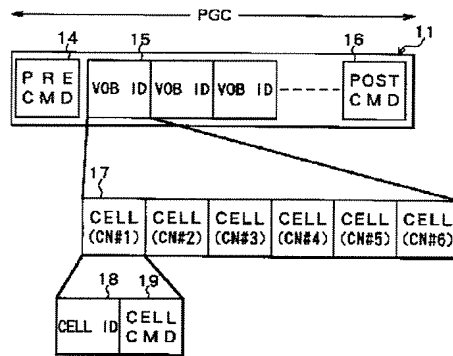 PGC
14 15 16 11
PRE CMD VOB ID VOB ID VOB ID POST CMD
17
CELL (CN#1) CELL (CN#2) CELL (CN#3) CELL (CN#4) CELL (CN#5) CELL (CN#6)
18 19
CELL ID CELL CMD